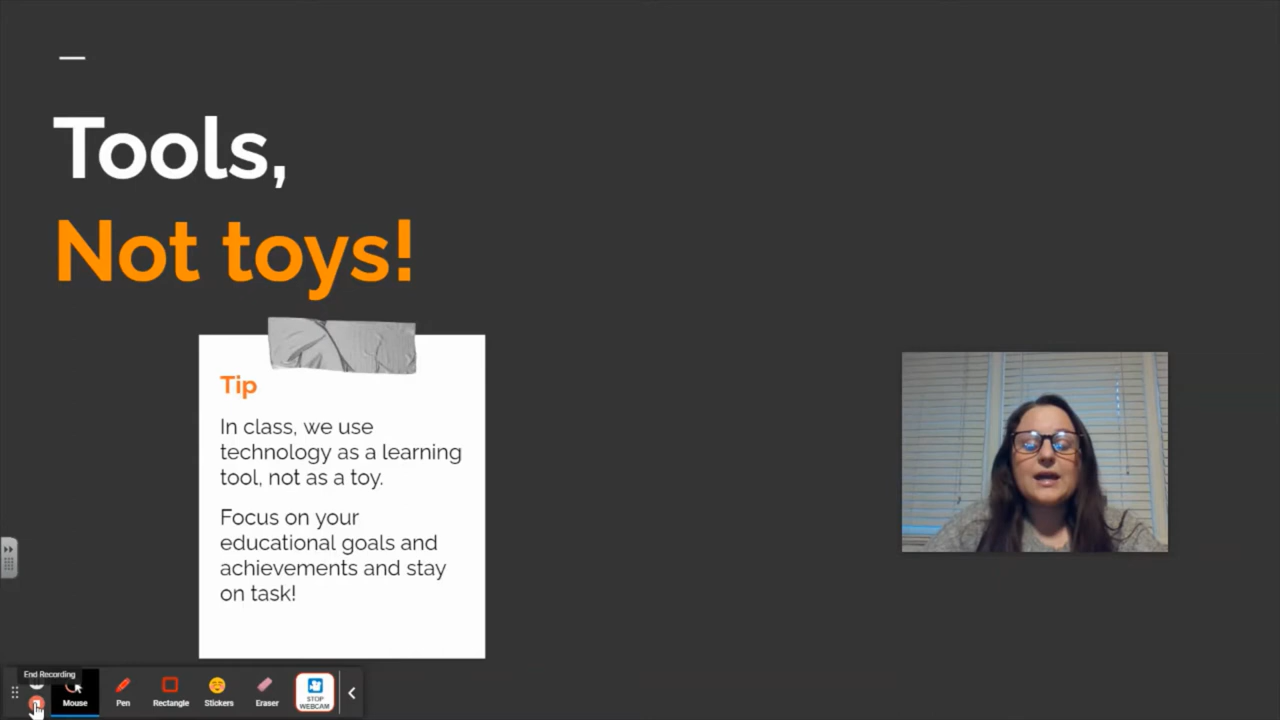 Tools,
Not toys!
Tip
In class, we use
technology as a learning
tool, not as a toy.
Focus on your
educational goals and
achievements and stay
on task!
End Recording
Mouse
Pen
Rectangle
Stickers
Eraser
STOP
WEBCAM